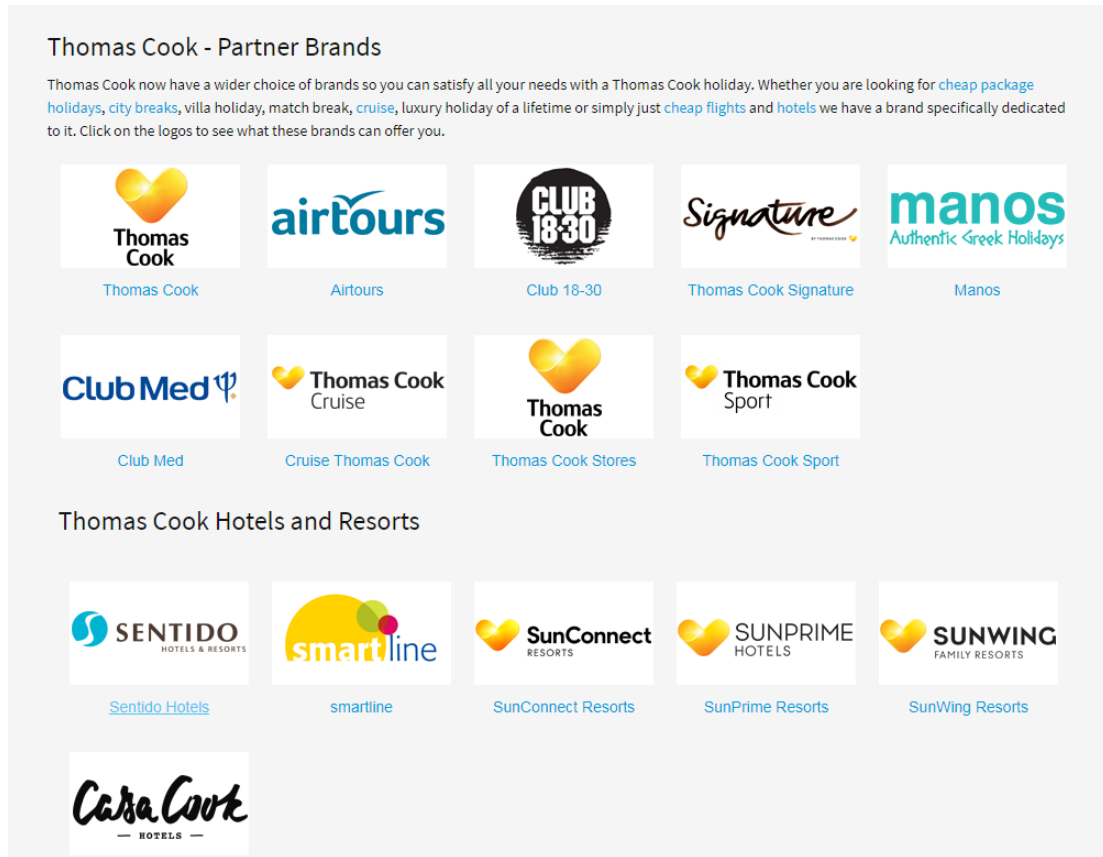 Thomas Cook - Partner Brands
Thomas Cook now have a wider choice of brands so you can satisfy all your needs with a Thomas Cook holiday. Whether you are looking for cheap package
holidays, city breaks, villa holiday, match break, cruise, luxury holiday of a lifetime or simply just cheap flights and hotels we have a brand specifically dedicated
to it. Click on the logos to see what these brands can offer you.
Thomas
Cook
airtours
CLUB
18-30
Signature
BY THOMAS COOK
manos
Authentic Greek Holidays
Thomas Cook
Airtours
Club 18-30
Thomas Cook Signature
Manos
Club Med
Thomas Cook
Cruise
Thomas
Cook
Thomas Cook
Sport
Club Med
Cruise Thomas Cook
Thomas Cook Stores
Thomas Cook Sport
Thomas Cook Hotels and Resorts
SENTIDO
HOTELS & RESORTS
smartline
SunConnect
RESORTS
SUNPRIME
HOTELS
SUNWING
FAMILY RESORTS
Sentido Hotels
smartline
SunConnect Resorts
SunPrime Resorts
SunWing Resorts
Casa Cook
— HOTELS —